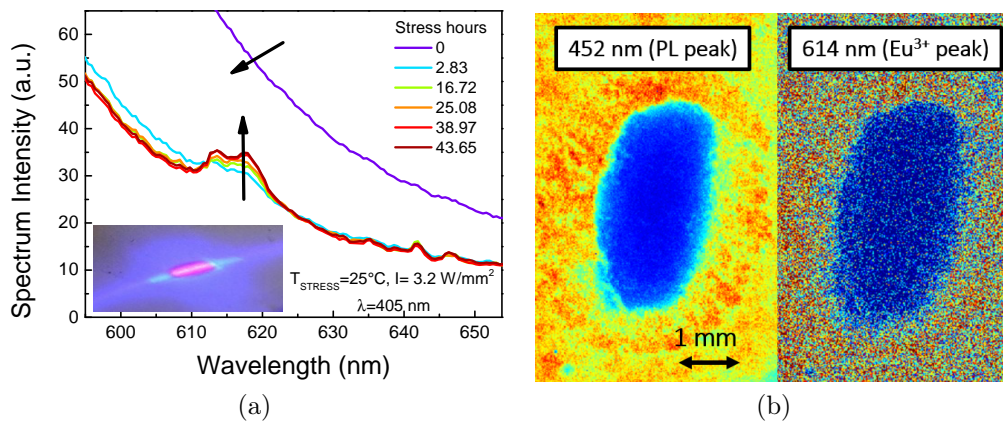 Spectrum Intensity (a.u.)
60
50
40
30
20
10
0
600
610
620
630
640
650
Wavelength (nm)
Stress hours
0
2.83
16.72
25.08
38.97
43.65
T_STRESS=25°C, I= 3.2 W/mm²
λ=405 nm
(a)
452 nm (PL peak)
614 nm (Eu³⁺ peak)
1 mm
(b)